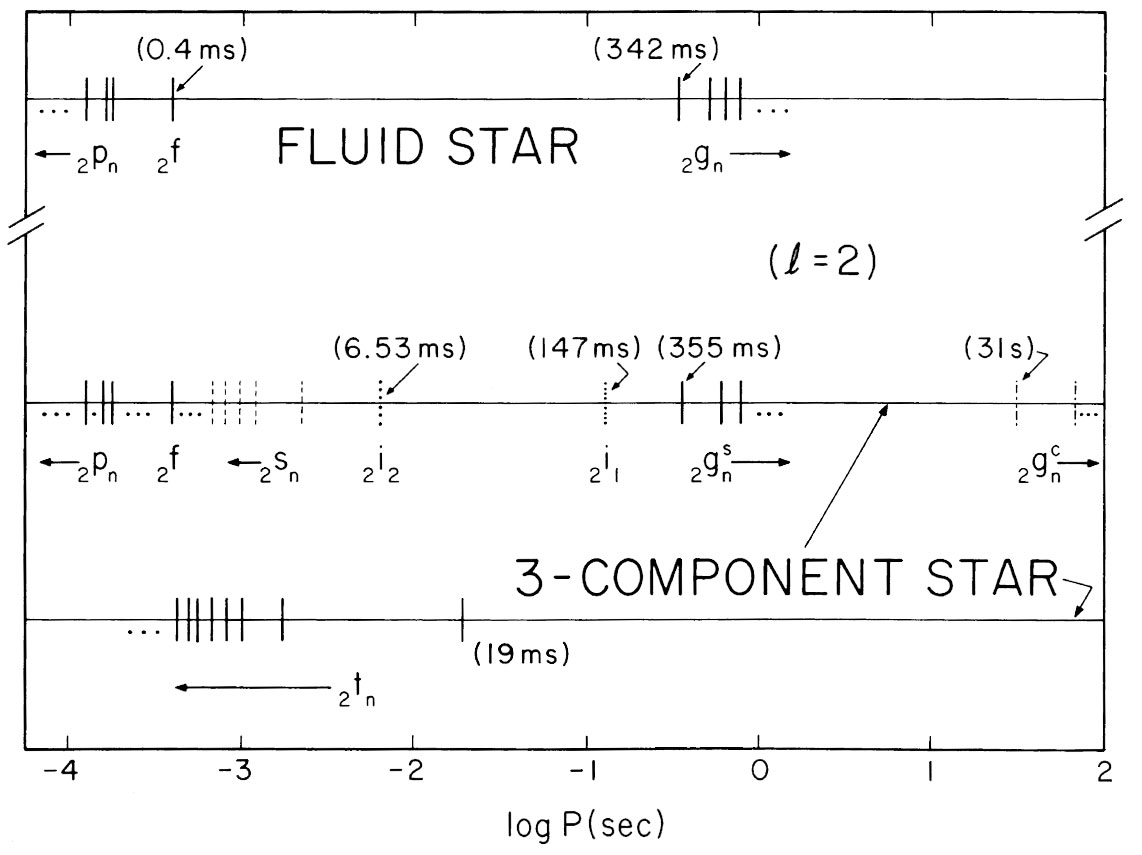 (0.4 ms) (342 ms)
... ...
₂pₙ ₂f FLUID STAR ₂gₙ
(ℓ = 2)
(6.53 ms) (147 ms) (355 ms) (31 s)
... ... ... ... ...
₂pₙ ₂f ₂sₙ ₂i₂ ₂i₁ ₂gₙˢ ₂gₙᶜ
3-COMPONENT STAR
...
(19 ms)
₂tₙ
-4 -3 -2 -1 0 1 2
log P(sec)